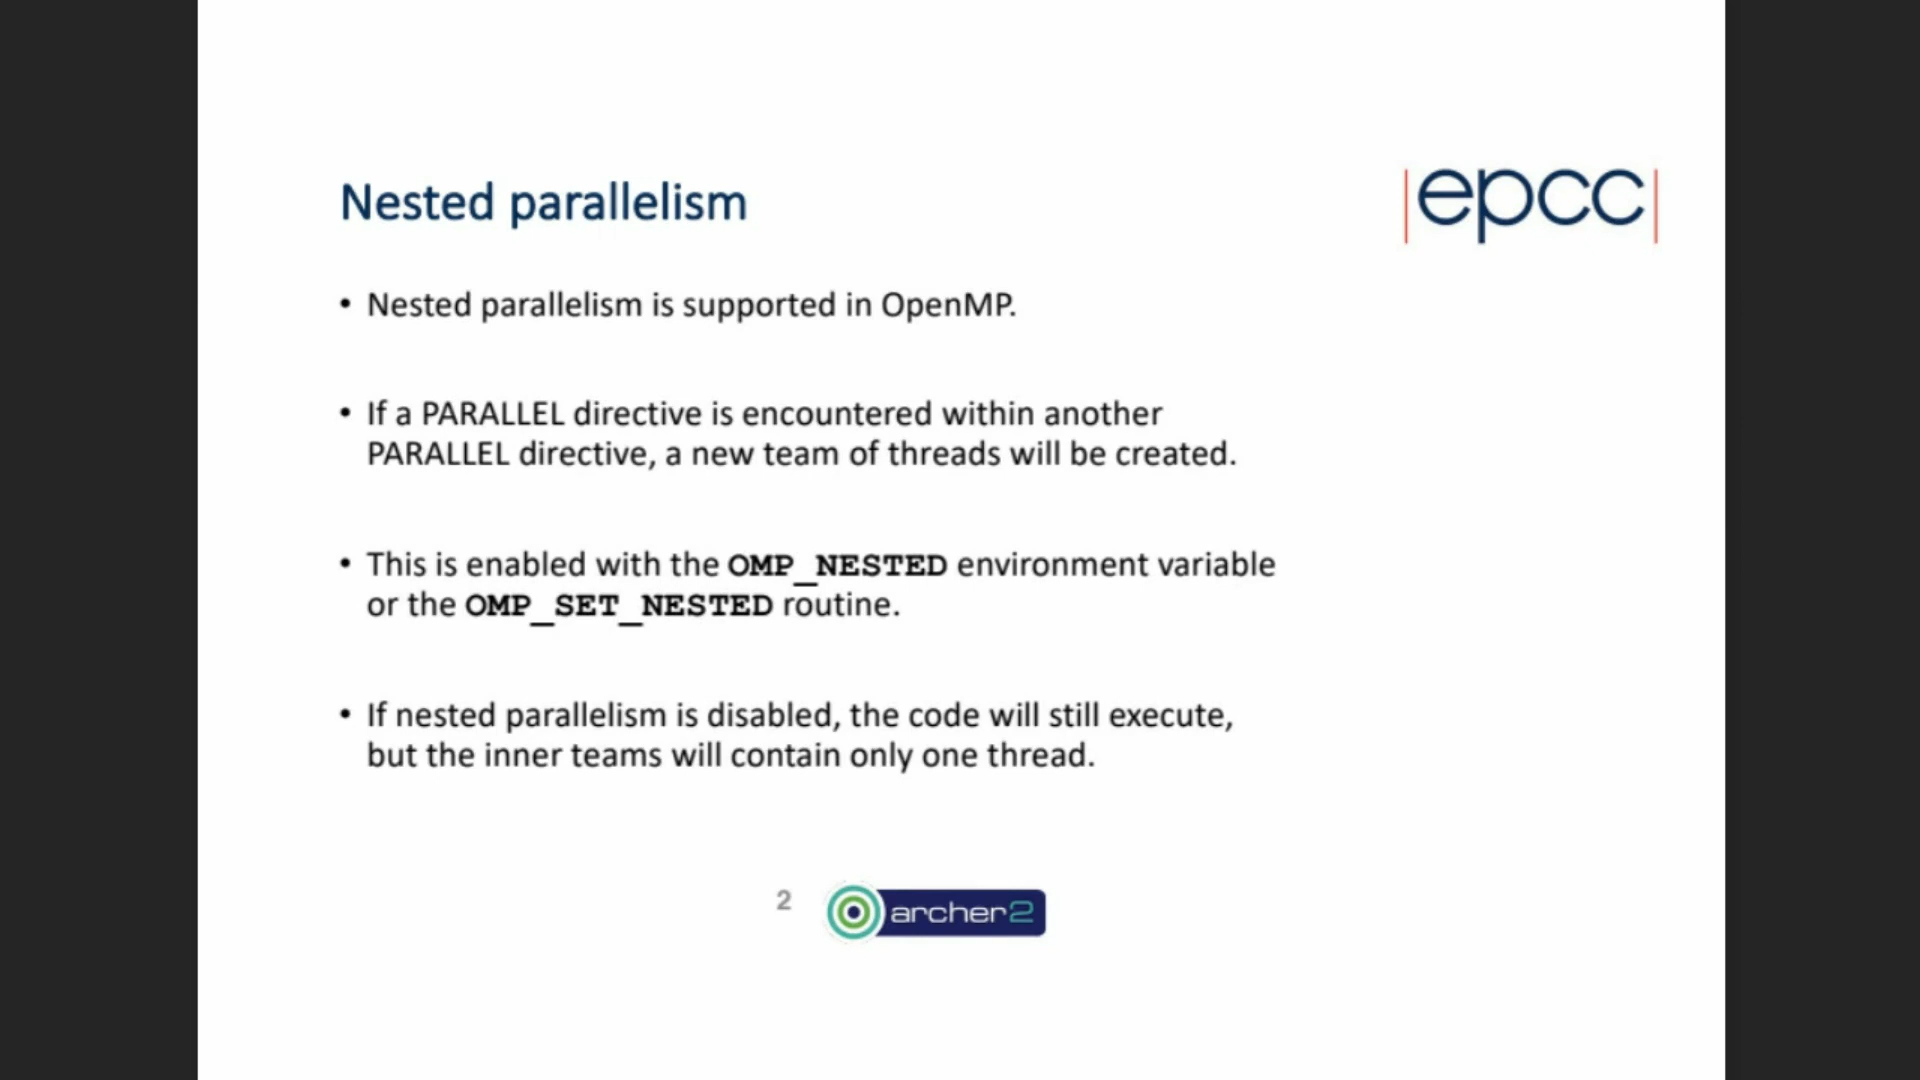 Nested parallelism
epcc
• Nested parallelism is supported in OpenMP.
• If a PARALLEL directive is encountered within another
PARALLEL directive, a new team of threads will be created.
• This is enabled with the OMP_NESTED environment variable
or the OMP_SET_NESTED routine.
• If nested parallelism is disabled, the code will still execute,
but the inner teams will contain only one thread.
2
archer2